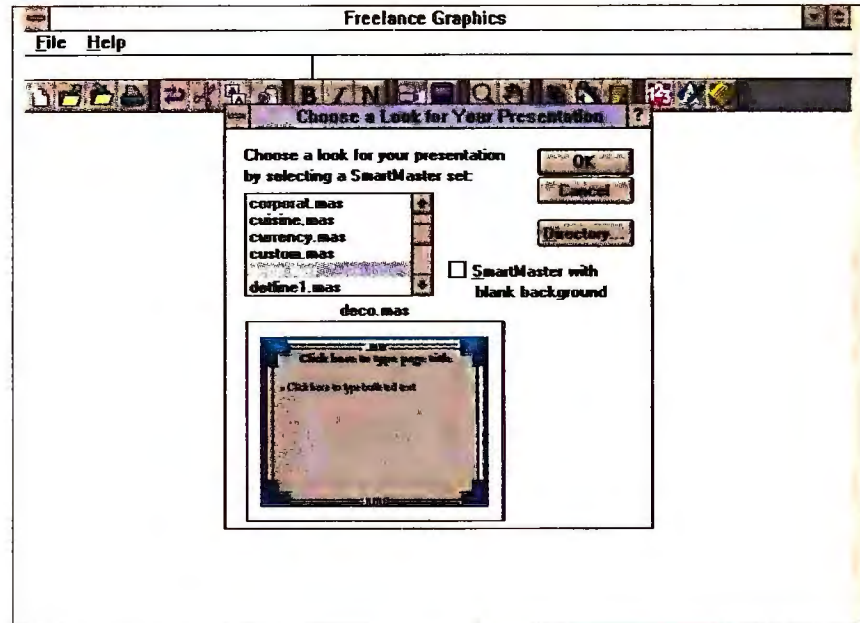 Freelance Graphics
File Help
B I N
123
Choose a Look for Your Presentation ?
Choose a look for your presentation
by selecting a SmartMaster set:
OK
Cancel
Directory...
corporal.mas
cuisine.mas
currency.mas
custom.mas
dotline1.mas
SmartMaster with
blank background
deco.mas
Click here to type page title
• Click here to type bulleted text